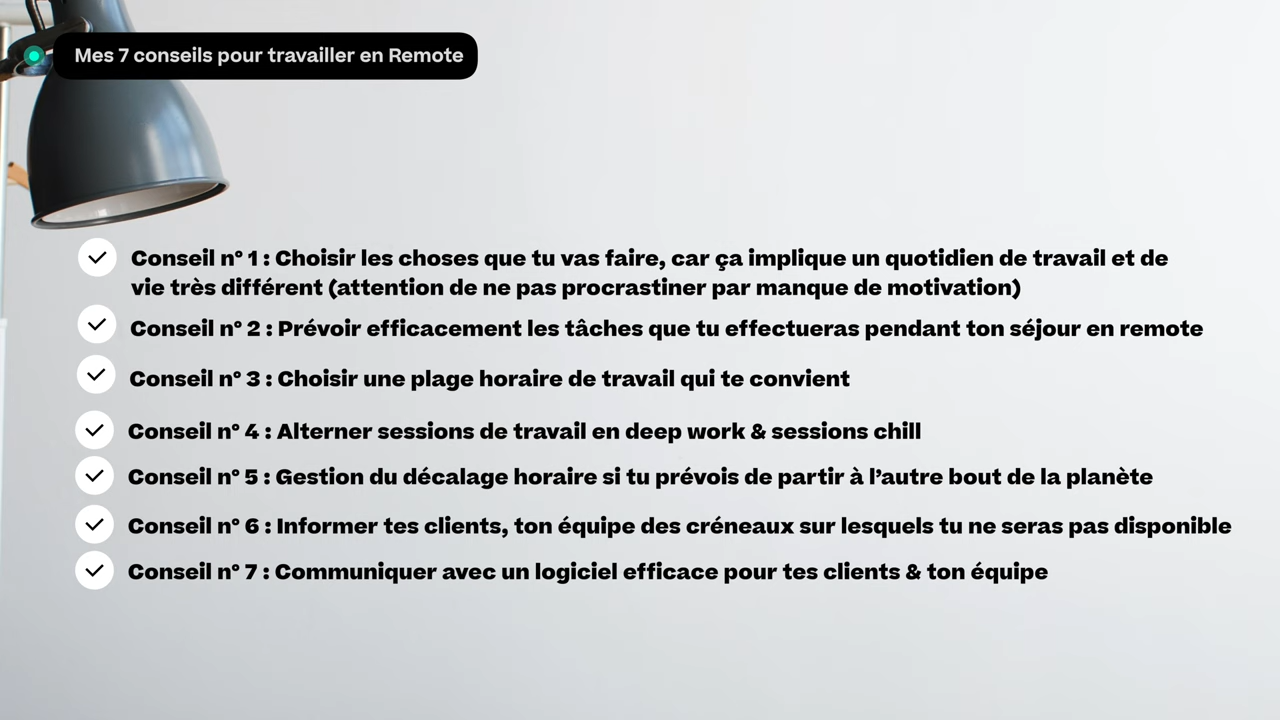 Mes 7 conseils pour travailler en Remote
Conseil n° 1 : Choisir les choses que tu vas faire, car ça implique un quotidien de travail et de
vie très différent (attention de ne pas procrastiner par manque de motivation)
Conseil n° 2 : Prévoir efficacement les tâches que tu effectueras pendant ton séjour en remote
Conseil n° 3 : Choisir une plage horaire de travail qui te convient
Conseil n° 4 : Alterner sessions de travail en deep work & sessions chill
Conseil n° 5 : Gestion du décalage horaire si tu prévois de partir à l’autre bout de la planète
Conseil n° 6 : Informer tes clients, ton équipe des créneaux sur lesquels tu ne seras pas disponible
Conseil n° 7 : Communiquer avec un logiciel efficace pour tes clients & ton équipe